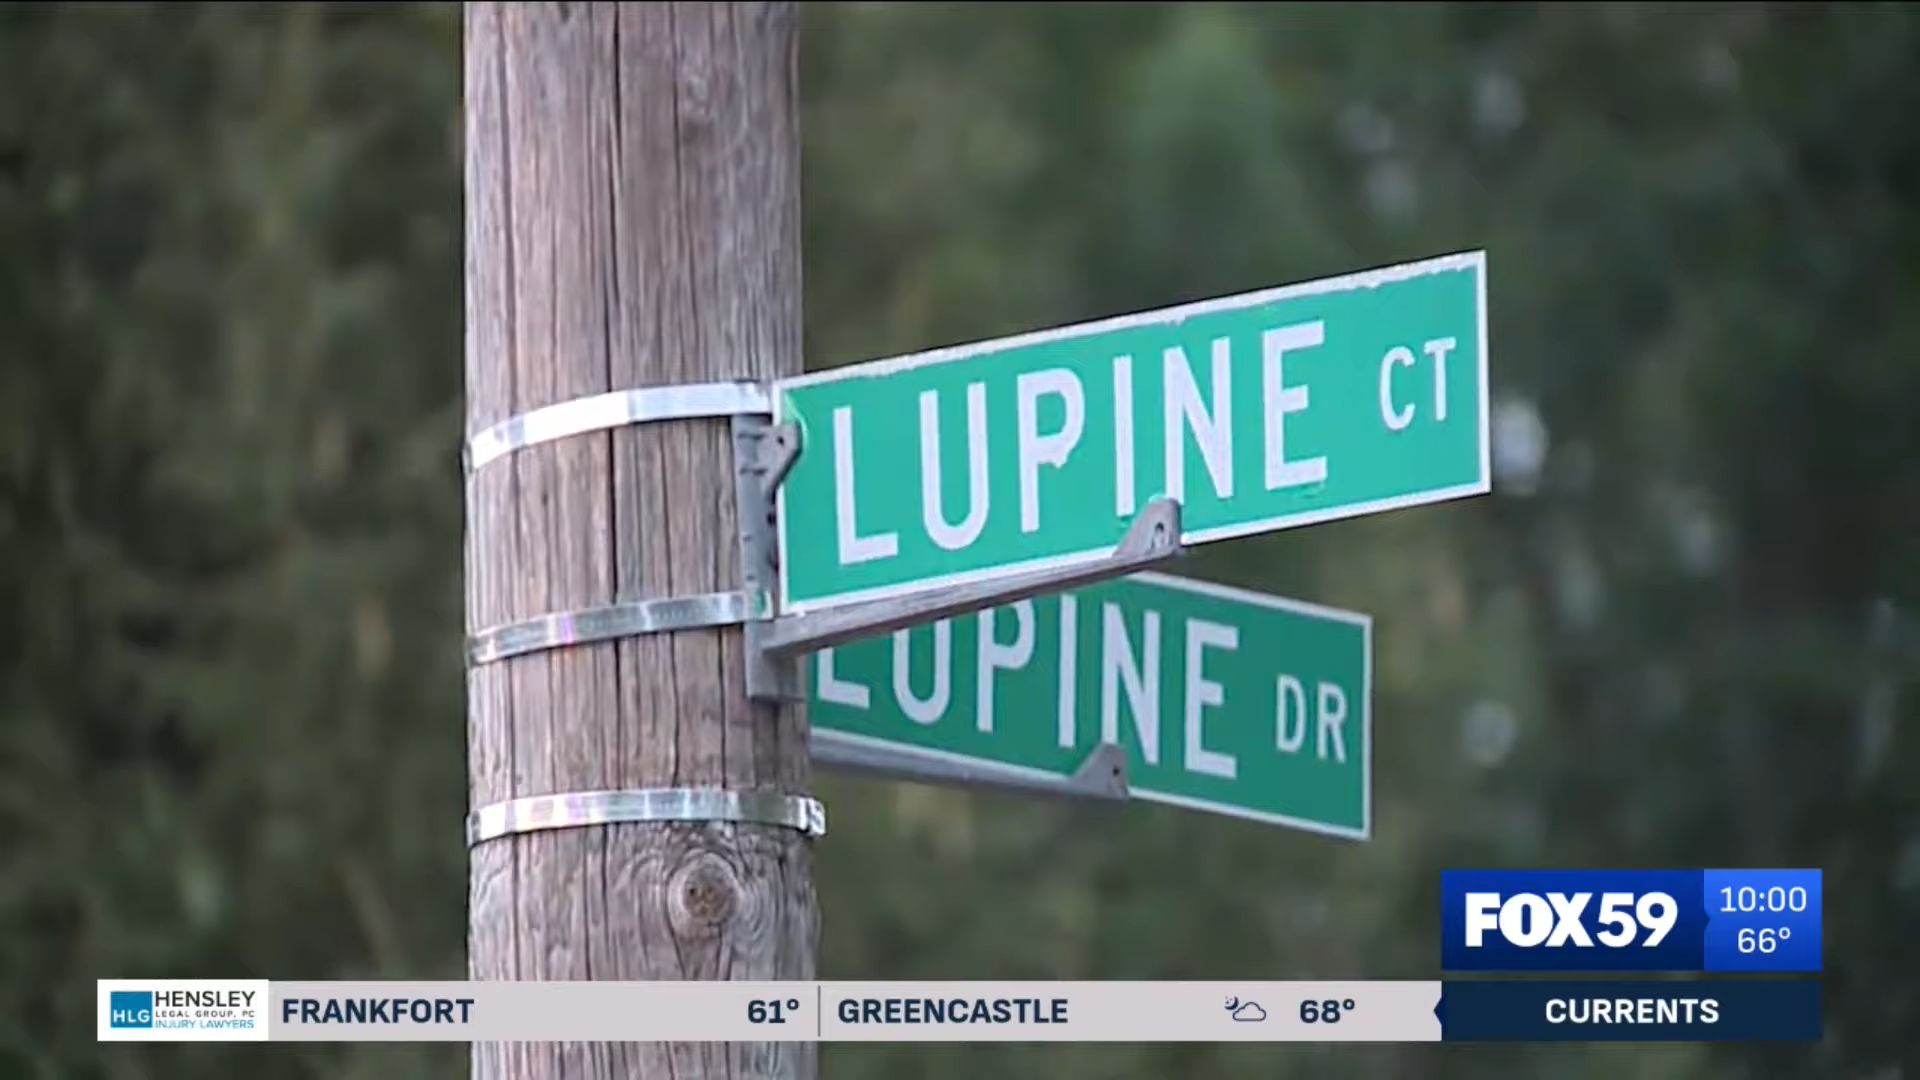 LUPINE CT
LUPINE DR
FOX59
10:00
66°
HLG HENSLEY
LEGAL GROUP, PC
INJURY LAWYERS
FRANKFORT 61°
GREENCASTLE 68°
CURRENTS